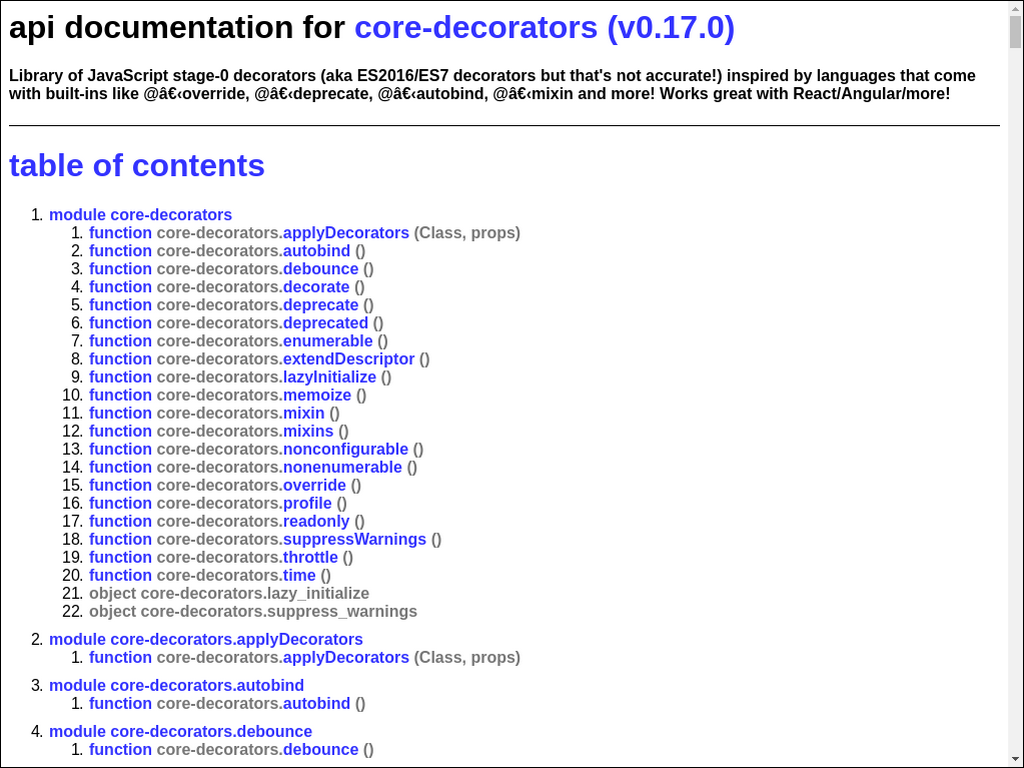 api documentation for core-decorators (v0.17.0)
Library of JavaScript stage-0 decorators (aka ES2016/ES7 decorators but that's not accurate!) inspired by languages that come
with built-ins like @â€‹override, @â€‹deprecate, @â€‹autobind, @â€‹mixin and more! Works great with React/Angular/more!
table of contents
1. module core-decorators
1. function core-decorators.applyDecorators (Class, props)
2. function core-decorators.autobind ()
3. function core-decorators.debounce ()
4. function core-decorators.decorate ()
5. function core-decorators.deprecate ()
6. function core-decorators.deprecated ()
7. function core-decorators.enumerable ()
8. function core-decorators.extendDescriptor ()
9. function core-decorators.lazyInitialize ()
10. function core-decorators.memoize ()
11. function core-decorators.mixin ()
12. function core-decorators.mixins ()
13. function core-decorators.nonconfigurable ()
14. function core-decorators.nonenumerable ()
15. function core-decorators.override ()
16. function core-decorators.profile ()
17. function core-decorators.readonly ()
18. function core-decorators.suppressWarnings ()
19. function core-decorators.throttle ()
20. function core-decorators.time ()
21. object core-decorators.lazy_initialize
22. object core-decorators.suppress_warnings
2. module core-decorators.applyDecorators
1. function core-decorators.applyDecorators (Class, props)
3. module core-decorators.autobind
1. function core-decorators.autobind ()
4. module core-decorators.debounce
1. function core-decorators.debounce ()